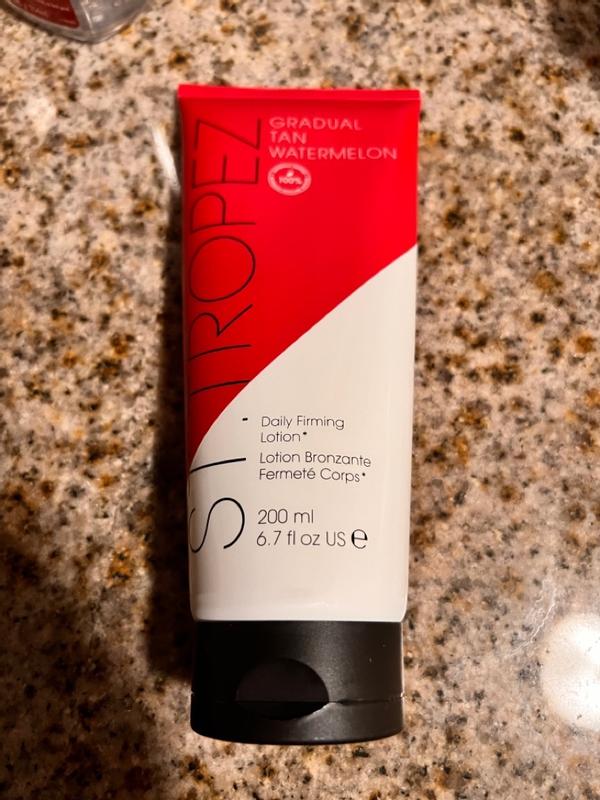 ST.TROPEZ
GRADUAL
TAN
WATERMELON
100%
Daily Firming
Lotion*
Lotion Bronzante
Fermeté Corps*
200 ml
6.7 fl oz US ℮